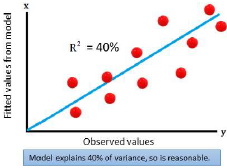 x
R² = 40%
Fitted values from model
y
Observed values
Model explains 40% of variance, so is reasonable.